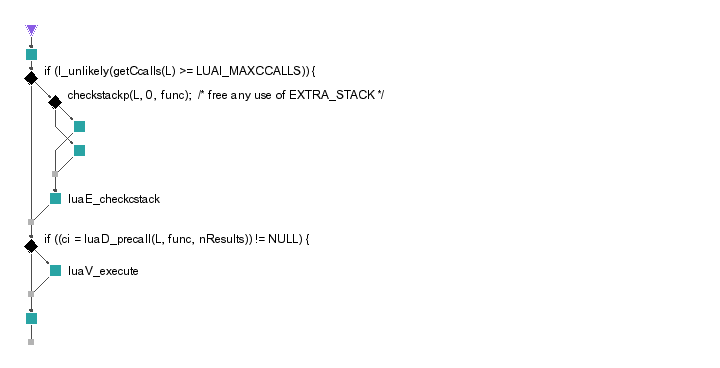 if (l_unlikely(getCcalls(L) >= LUAI_MAXCCALLS)) {
checkstackp(L, 0, func);  /* free any use of EXTRA_STACK */
luaE_checkcstack
if ((ci = luaD_precall(L, func, nResults)) != NULL) {
luaV_execute